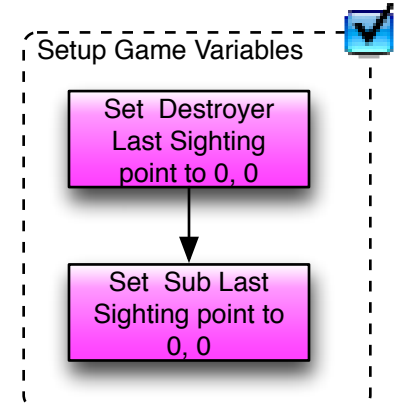 Setup Game Variables
Set Destroyer
Last Sighting
point to 0, 0
Set Sub Last
Sighting point to
0, 0